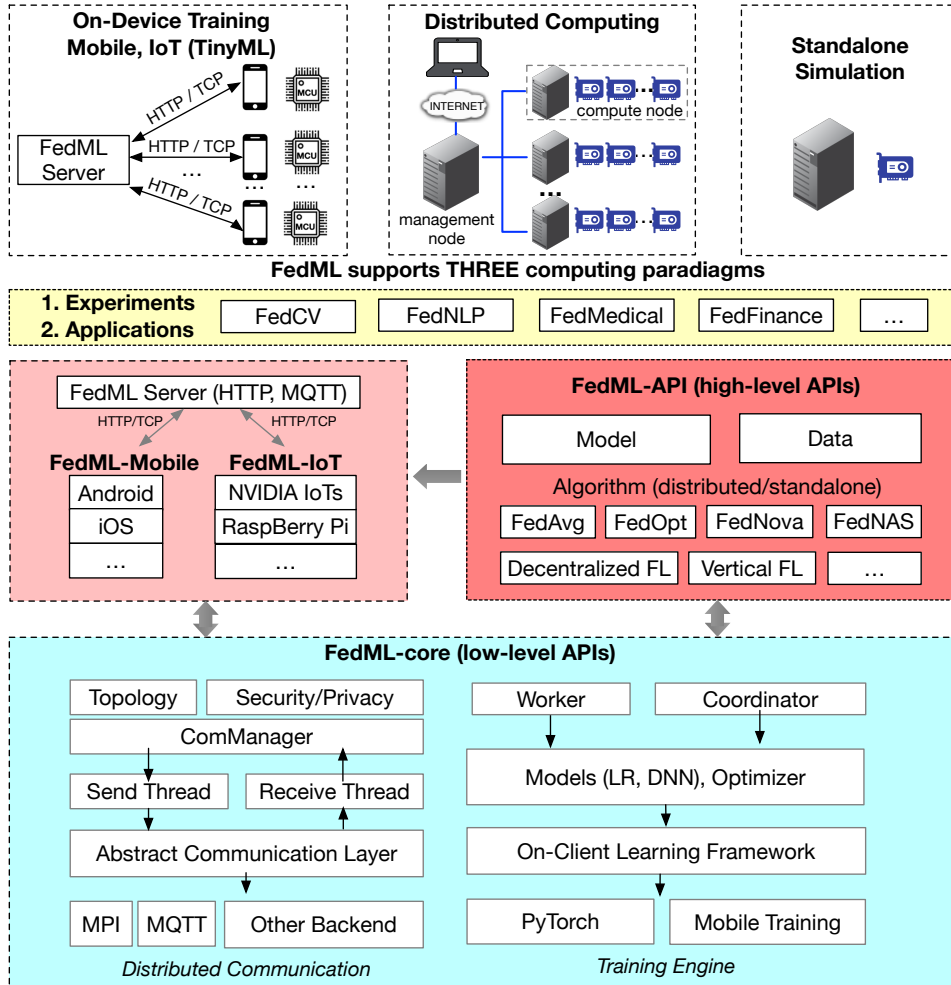 On-Device Training
Mobile, IoT (TinyML)
HTTP / TCP
MCU
FedML
Server
HTTP / TCP
MCU
...
...
...
HTTP / TCP
MCU
Distributed Computing
INTERNET
...
compute node
...
...
management
node
...
Standalone
Simulation
FedML supports THREE computing paradiagms
1. Experiments
2. Applications
FedCV
FedNLP
FedMedical
FedFinance
...
FedML Server (HTTP, MQTT)
HTTP/TCP
HTTP/TCP
FedML-Mobile
Android
iOS
...
FedML-IoT
NVIDIA IoTs
RaspBerry Pi
...
FedML-API (high-level APIs)
Model
Data
Algorithm (distributed/standalone)
FedAvg
FedOpt
FedNova
FedNAS
Decentralized FL
Vertical FL
...
FedML-core (low-level APIs)
Topology
Security/Privacy
ComManager
Send Thread
Receive Thread
Abstract Communication Layer
MPI
MQTT
Other Backend
Distributed Communication
Worker
Coordinator
Models (LR, DNN), Optimizer
On-Client Learning Framework
PyTorch
Mobile Training
Training Engine